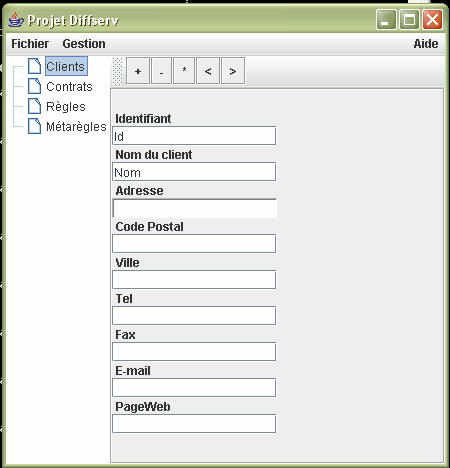 Projet Diffserv
Fichier Gestion Aide
Clients
Contrats
Règles
Métarègles
+ - * < >
Identifiant
Id
Nom du client
Nom
Adresse
Code Postal
Ville
Tel
Fax
E-mail
PageWeb